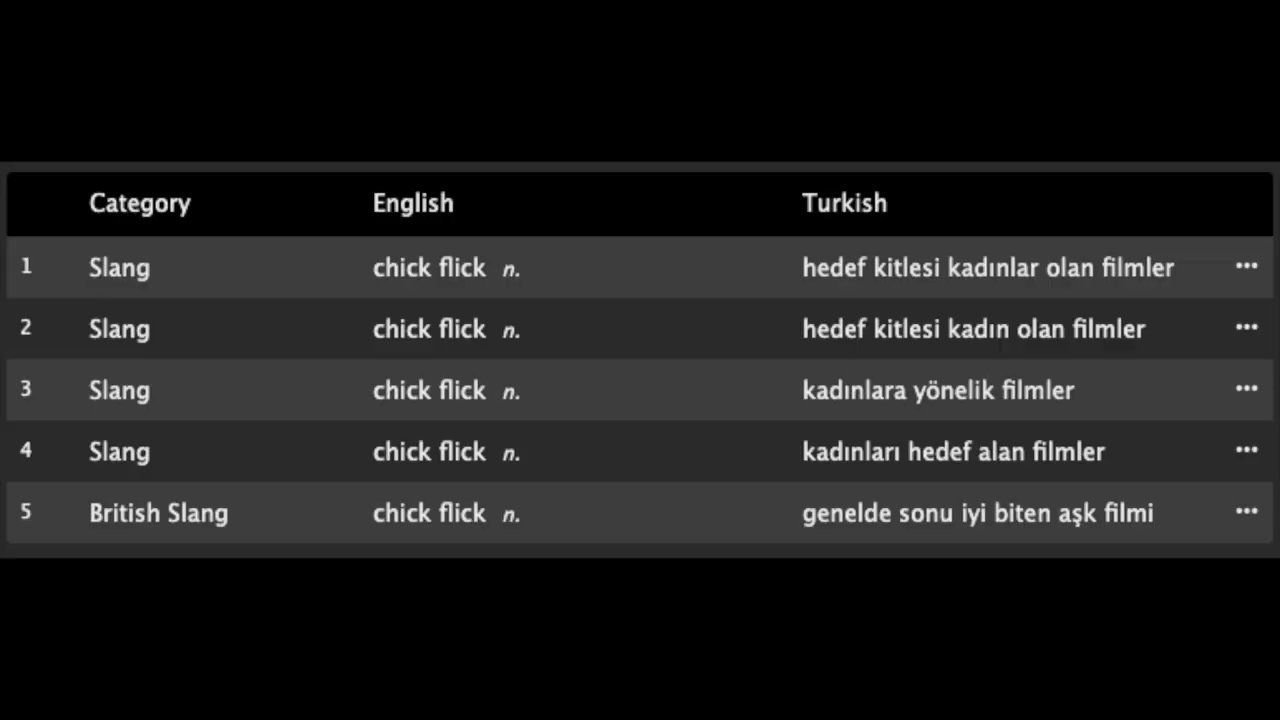 Category English Turkish
1 Slang chick flick n. hedef kitlesi kadınlar olan filmler •••
2 Slang chick flick n. hedef kitlesi kadın olan filmler •••
3 Slang chick flick n. kadınlara yönelik filmler •••
4 Slang chick flick n. kadınları hedef alan filmler •••
5 British Slang chick flick n. genelde sonu iyi biten aşk filmi •••